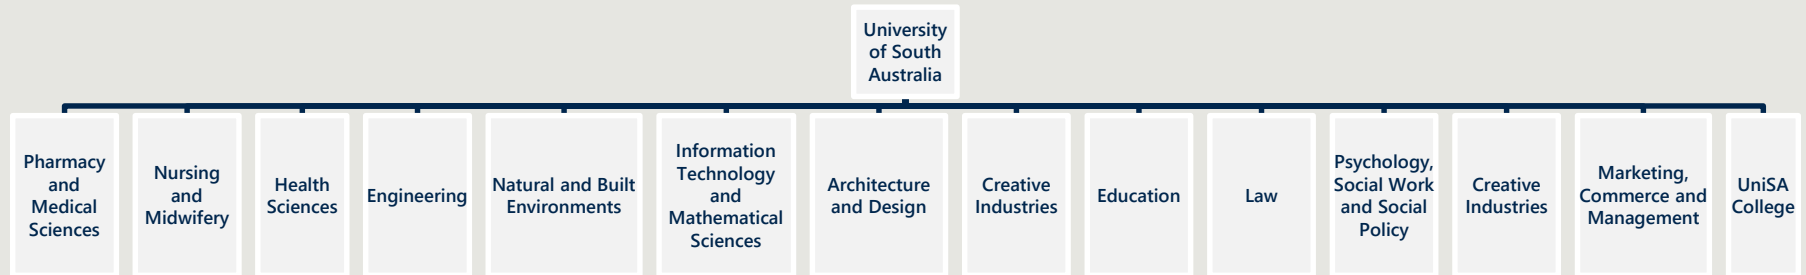 University
of South
Australia
Pharmacy
and
Medical
Sciences
Nursing
and
Midwifery
Health
Sciences
Engineering
Natural and Built
Environments
Information
Technology
and
Mathematical
Sciences
Architecture
and Design
Creative
Industries
Education
Law
Psychology,
Social Work
and Social
Policy
Creative
Industries
Marketing,
Commerce and
Management
UniSA
College